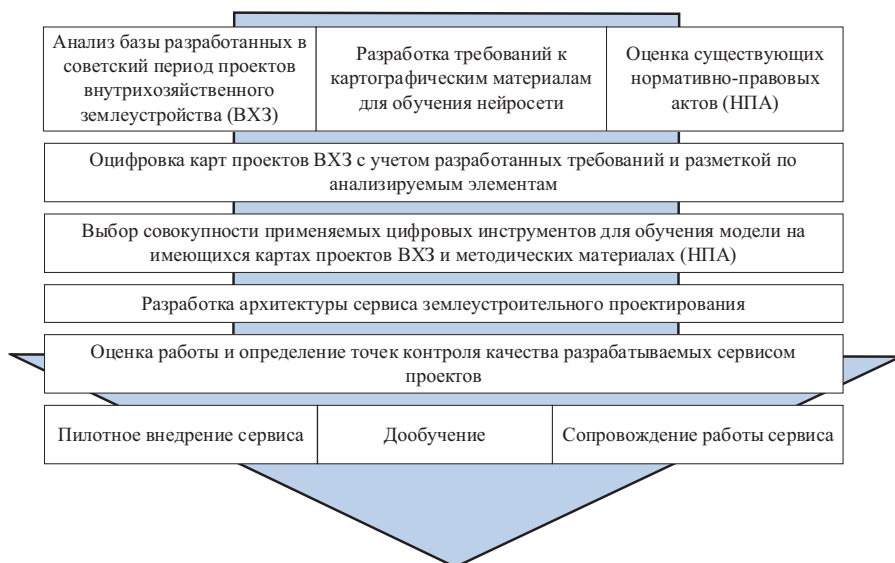 Анализ базы разработанных в
советский период проектов
внутрихозяйственного
землеустройства (ВХЗ)
Разработка требований к
картографическим материалам
для обучения нейросети
Оценка существующих
нормативно-правовых
актов (НПА)
Оцифровка карт проектов ВХЗ с учетом разработанных требований и разметкой по
анализируемым элементам
Выбор совокупности применяемых цифровых инструментов для обучения модели на
имеющихся картах проектов ВХЗ и методических материалах (НПА)
Разработка архитектуры сервиса землеустроительного проектирования
Оценка работы и определение точек контроля качества разрабатываемых сервисом
проектов
Пилотное внедрение сервиса
Дообучение
Сопровождение работы сервиса